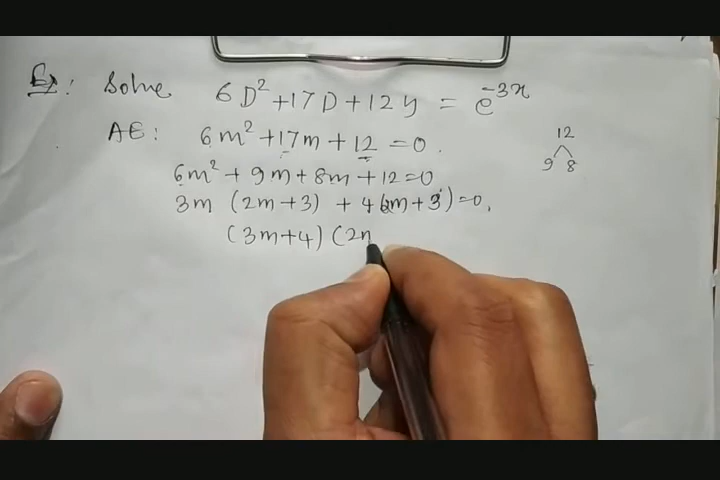 Ex: Solve 6D² + 17D + 12y = e⁻³ˣ
AE: 6m² + 17m + 12 = 0.
12
9 8
6m² + 9m + 8m + 12 = 0
3m (2m + 3) + 4(2m + 3) = 0,
(3m + 4) (2m